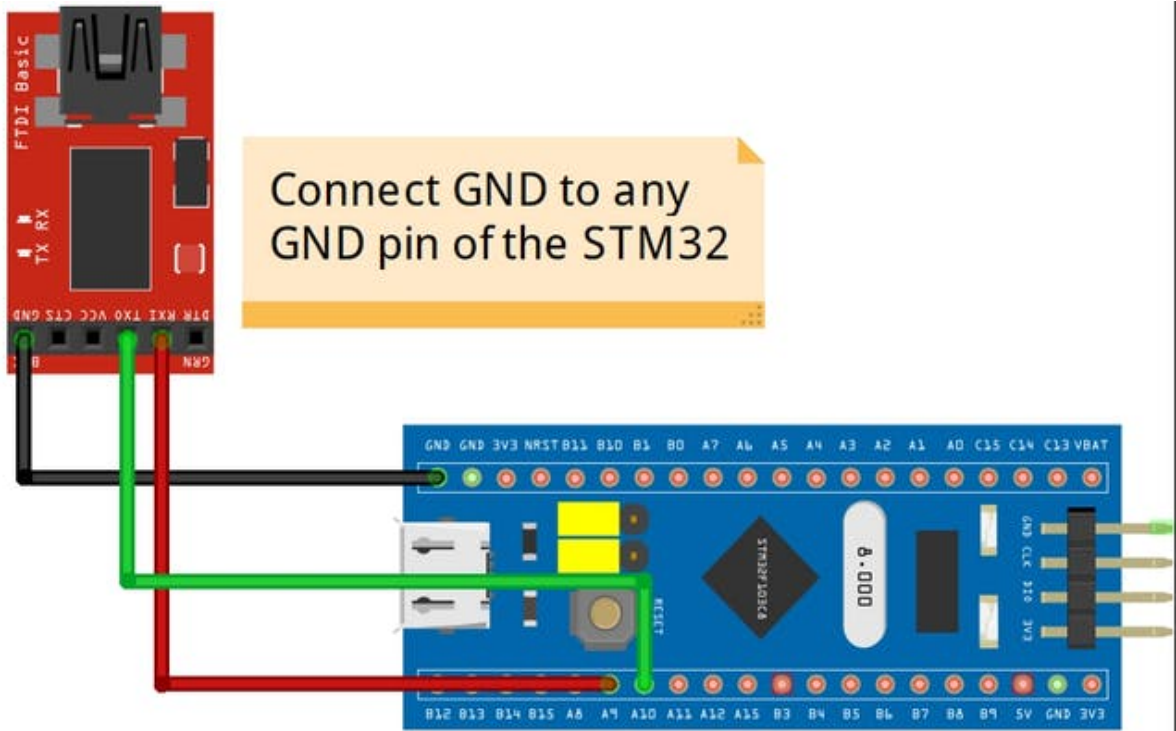 FTDI Basic
TX RX
GND CTS VCC TXO RXI DTR
GRN
Connect GND to any
GND pin of the STM32
GND GND 3V3 NRST B11 B10 B1 B0 A7 A6 A5 A4 A3 A2 A1 A0 C15 C14 C13 VBAT
STM32F103C8
8.000
RESET
GND
CLK
DIO
3V3
B12 B13 B14 B15 A8 A9 A10 A11 A12 A15 B3 B4 B5 B6 B7 B8 B9 5V GND 3V3